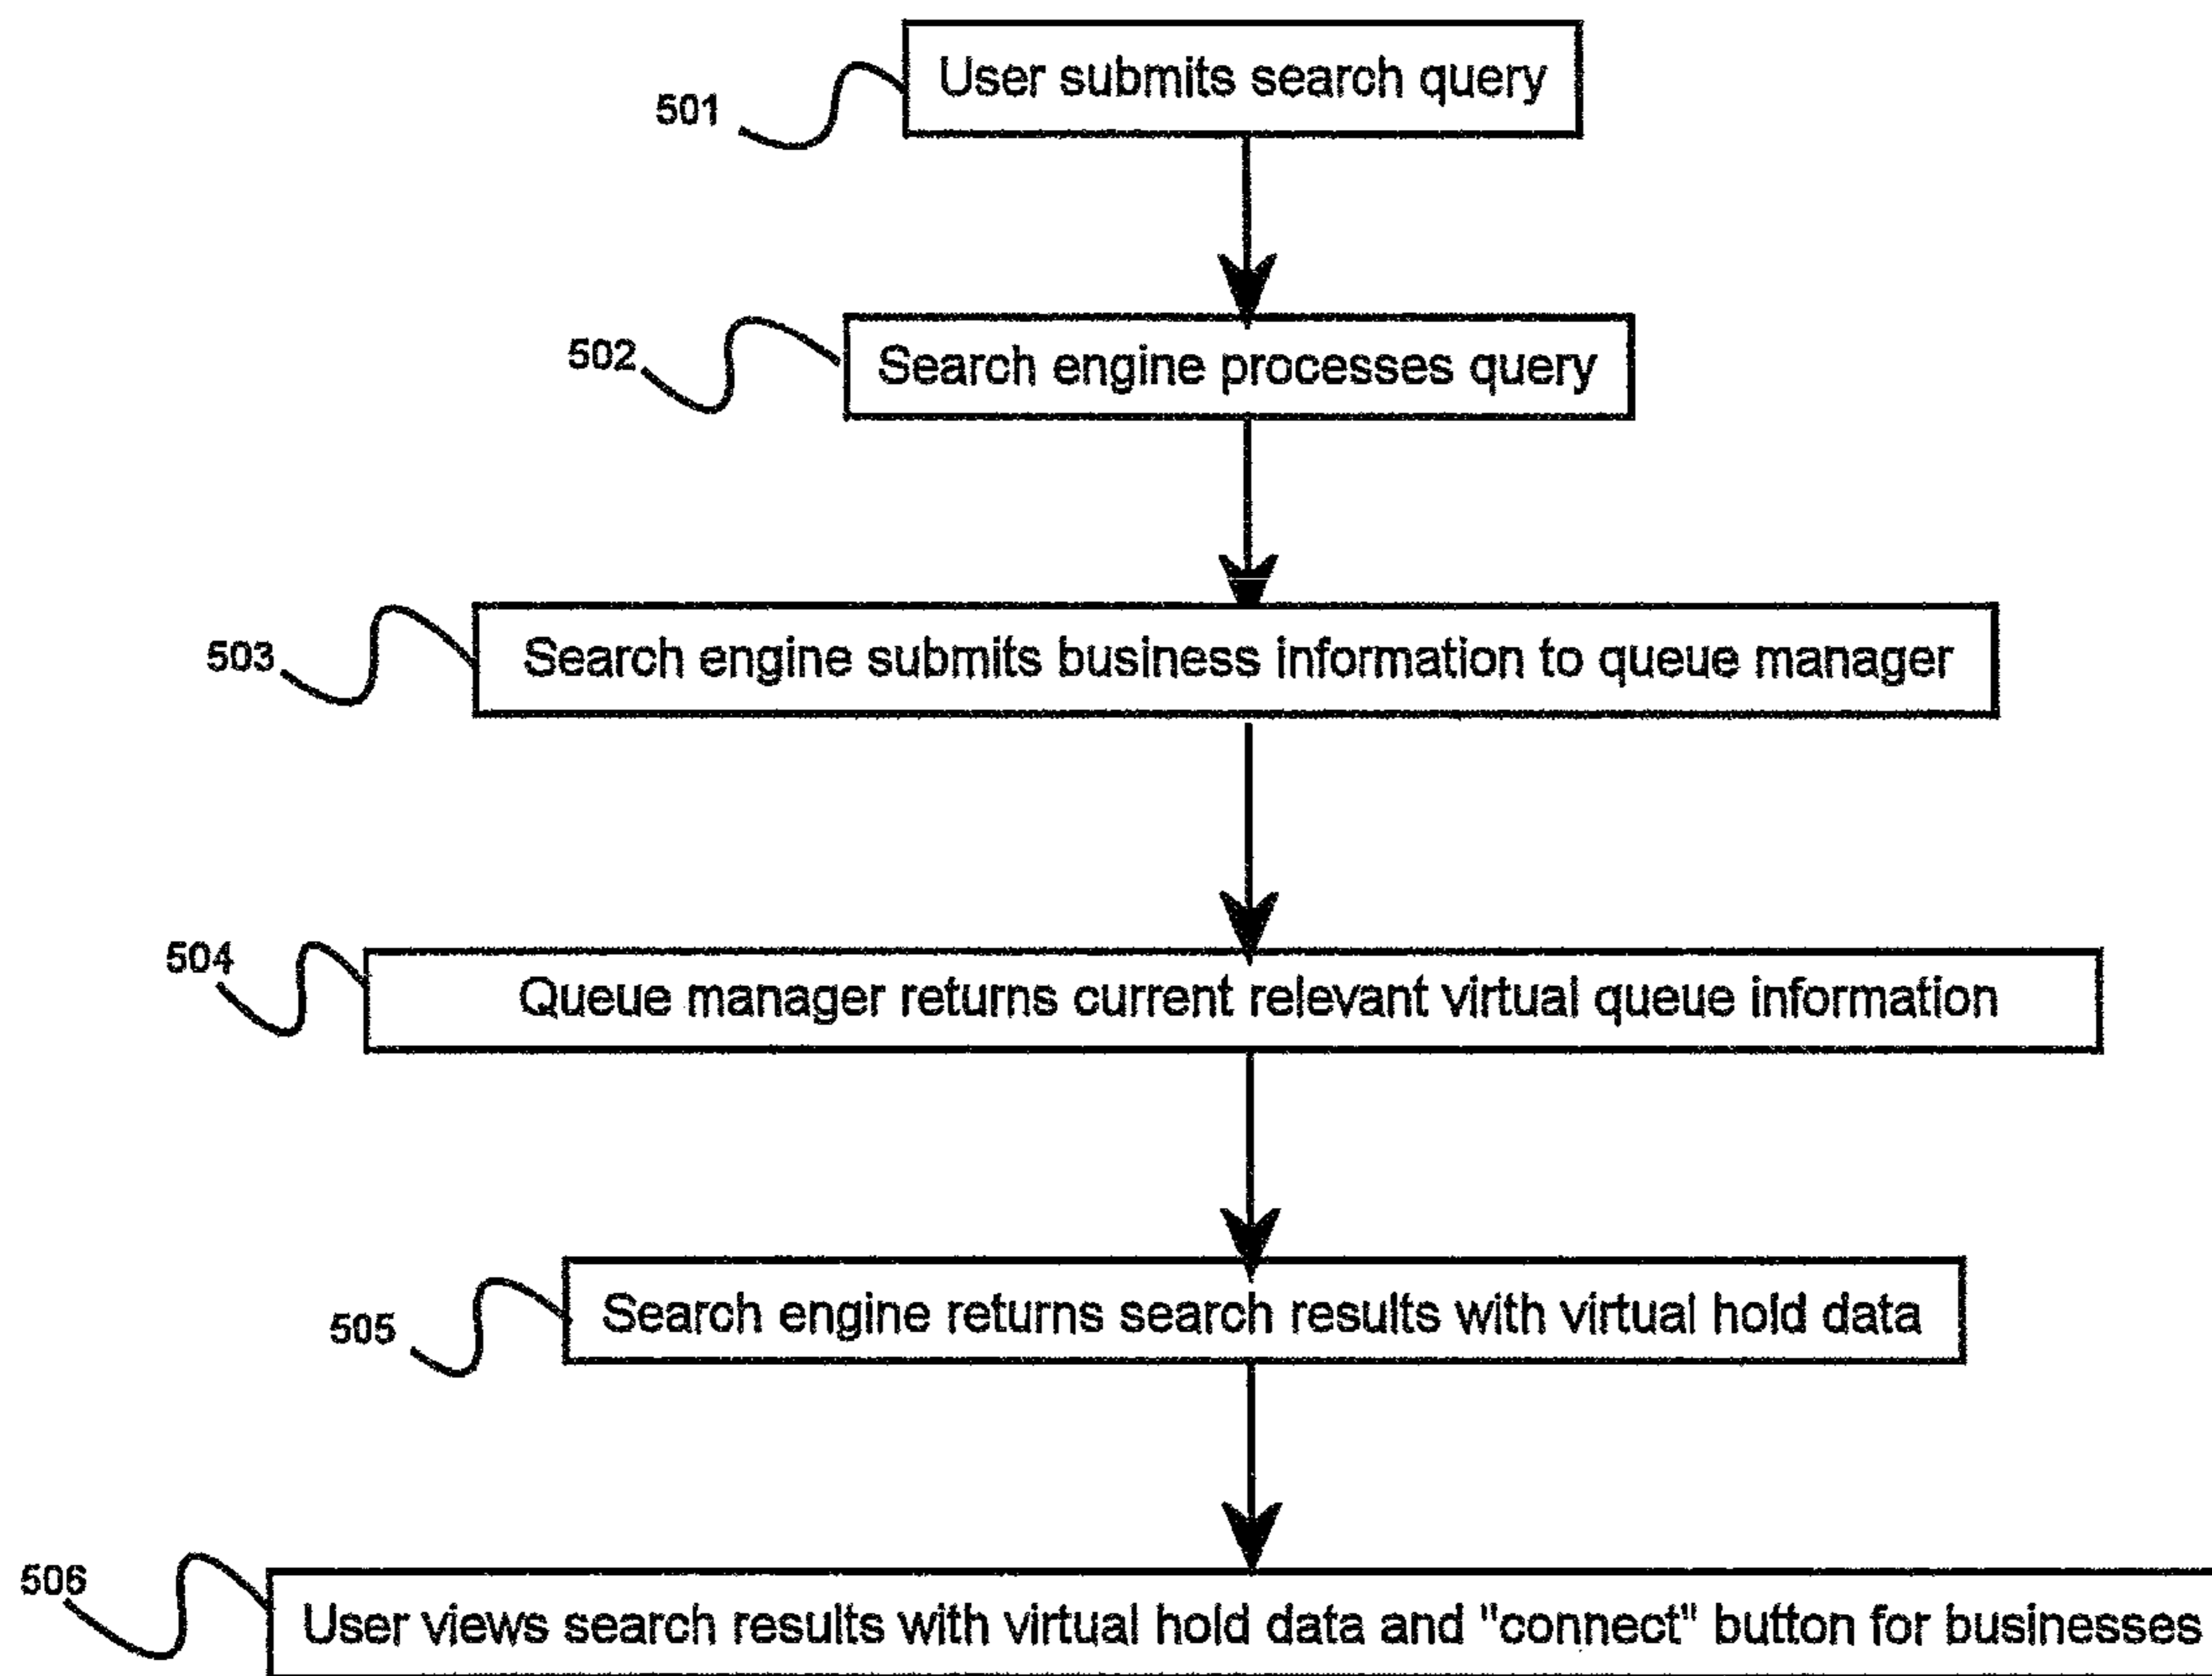 User submits search query
501
502
Search engine processes query
503
Search engine submits business information to queue manager
504
Queue manager returns current relevant virtual queue information
505
Search engine returns search results with virtual hold data
506
User views search results with virtual hold data and "connect" button for businesses